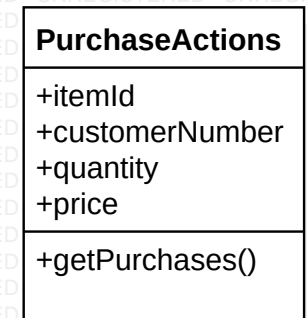 PurchaseActions
+itemId
+customerNumber
+quantity
+price
+getPurchases()